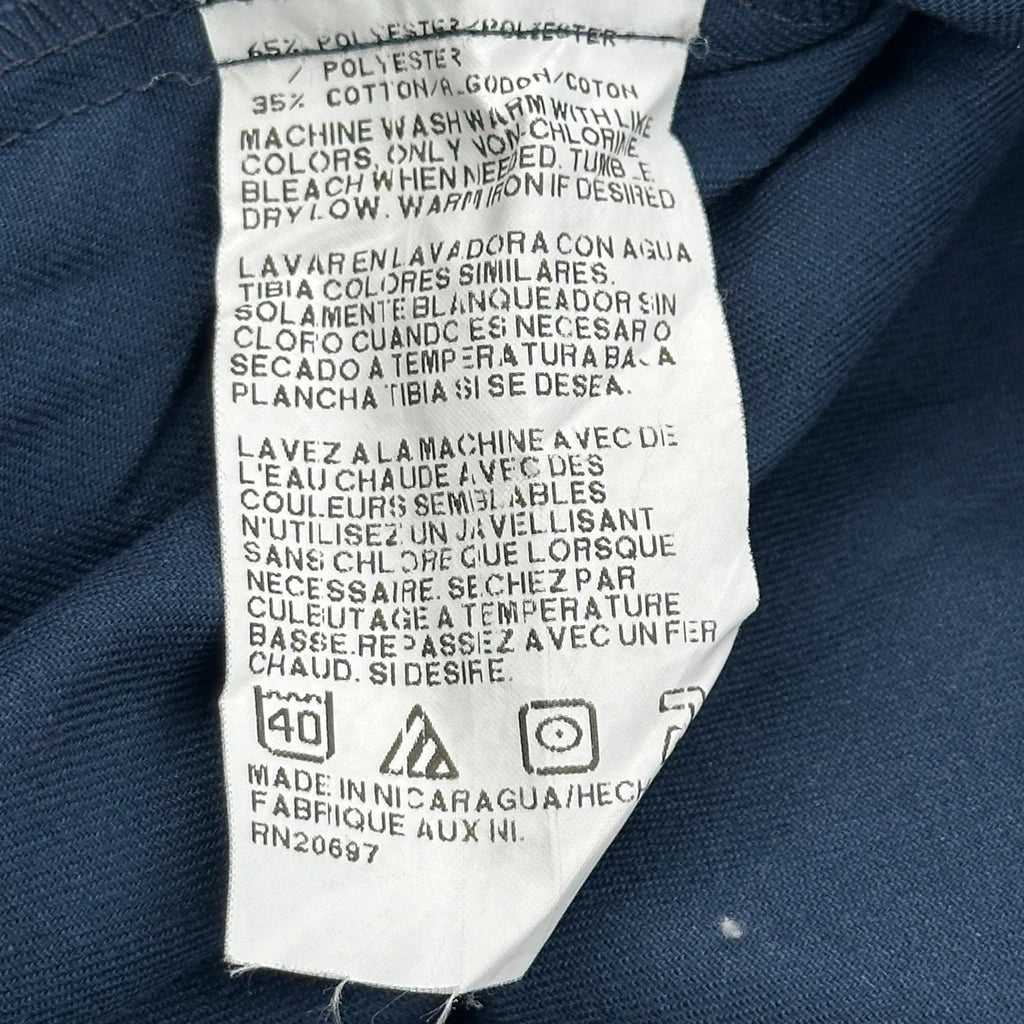 65% POLYESTER/POLIESTER
/ POLYESTER
35% COTTON/ALGODON/COTON
MACHINE WASH WARM WITH LIKE
COLORS, ONLY NON-CHLORINE
BLEACH WHEN NEEDED. TUMBLE
DRY LOW. WARM IRON IF DESIRED
LAVAR EN LAVADORA CON AGUA
TIBIA COLORES SIMILARES.
SOLAMENTE BLANQUEADOR SIN
CLORO CUANDO ES NECESARIO
SECADO A TEMPERATURA BAJA
PLANCHA TIBIA SI SE DESEA.
LAVEZ A LA MACHINE AVEC DE
L'EAU CHAUDE AVEC DES
COULEURS SEMBLABLES
N'UTILISEZ UN JAVELLISANT
SANS CHLORE QUE LORSQUE
NECESSAIRE. SECHEZ PAR
CULBUTAGE A TEMPERATURE
BASSE. REPASSEZ AVEC UN FER
CHAUD. SI DESIRE.
40
MADE IN NICARAGUA/HECH
FABRIQUE AUX NI.
RN20697